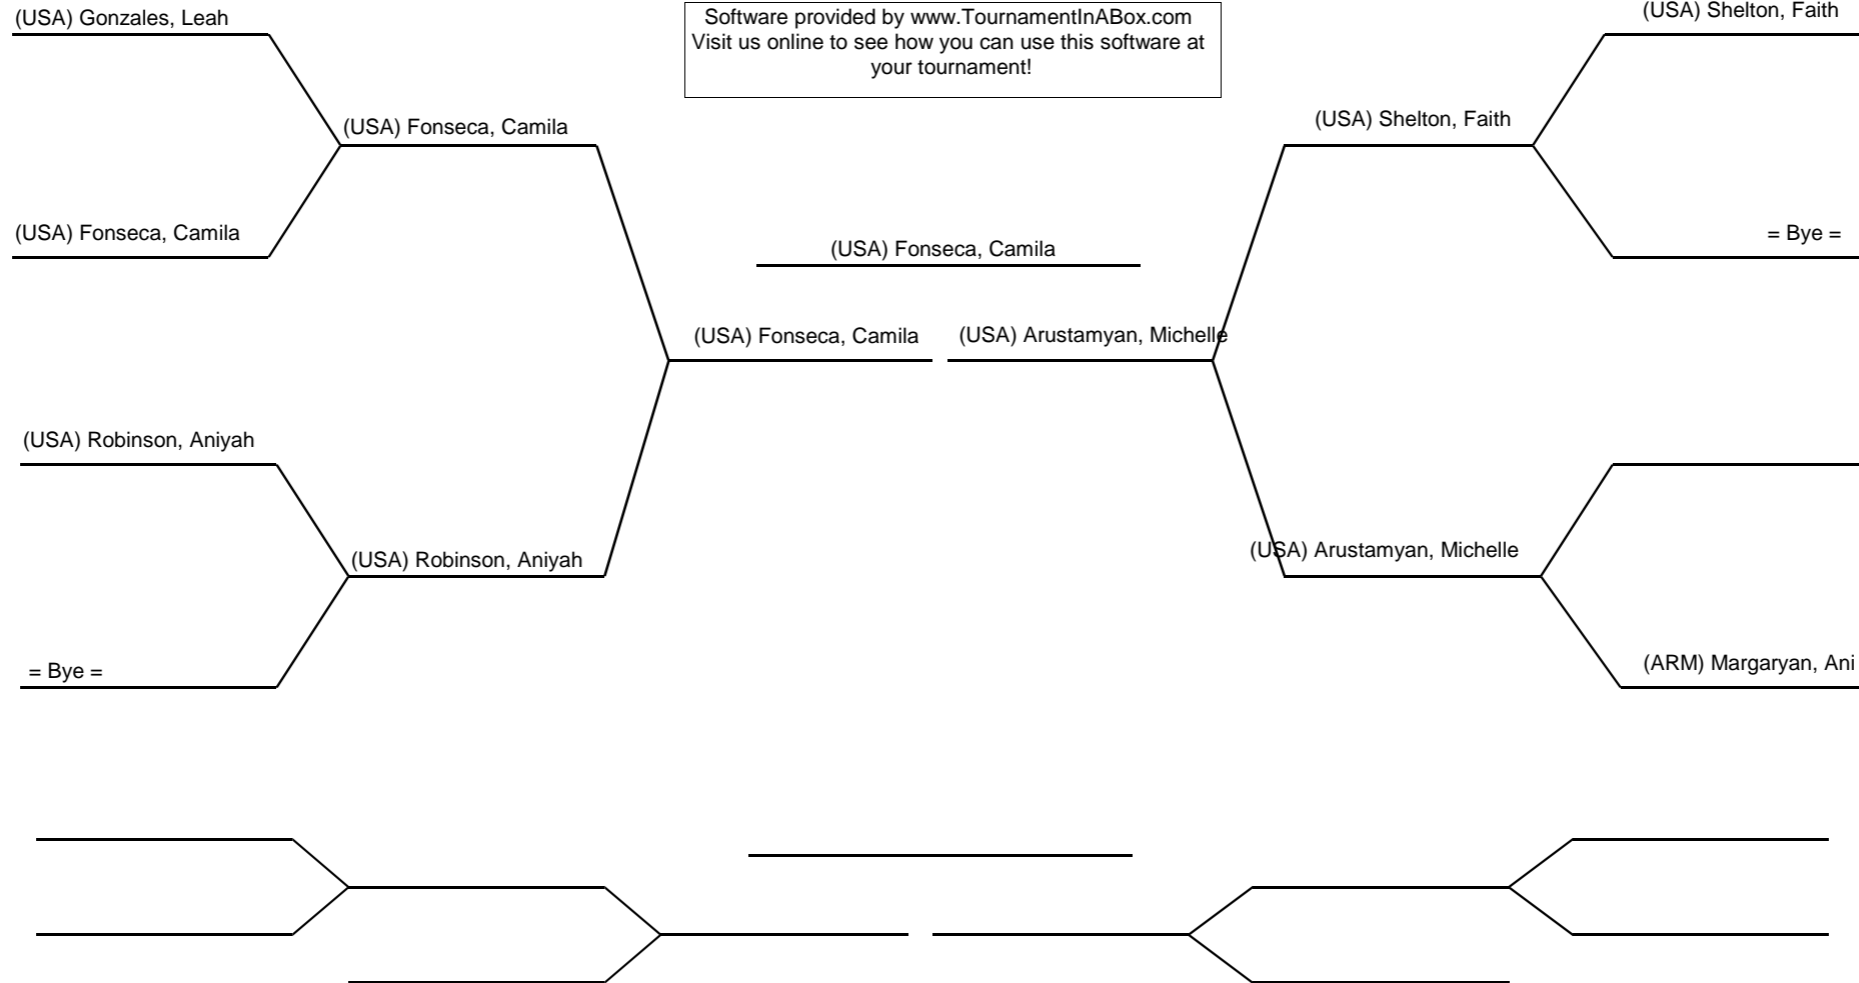 (USA) Gonzales, Leah
Software provided by www.TournamentInABox.com
Visit us online to see how you can use this software at
your tournament!
(USA) Shelton, Faith
(USA) Fonseca, Camila
(USA) Shelton, Faith
(USA) Fonseca, Camila
(USA) Fonseca, Camila
= Bye =
(USA) Fonseca, Camila
(USA) Arustamyan, Michelle
(USA) Robinson, Aniyah
(USA) Robinson, Aniyah
(USA) Arustamyan, Michelle
= Bye =
(ARM) Margaryan, Ani